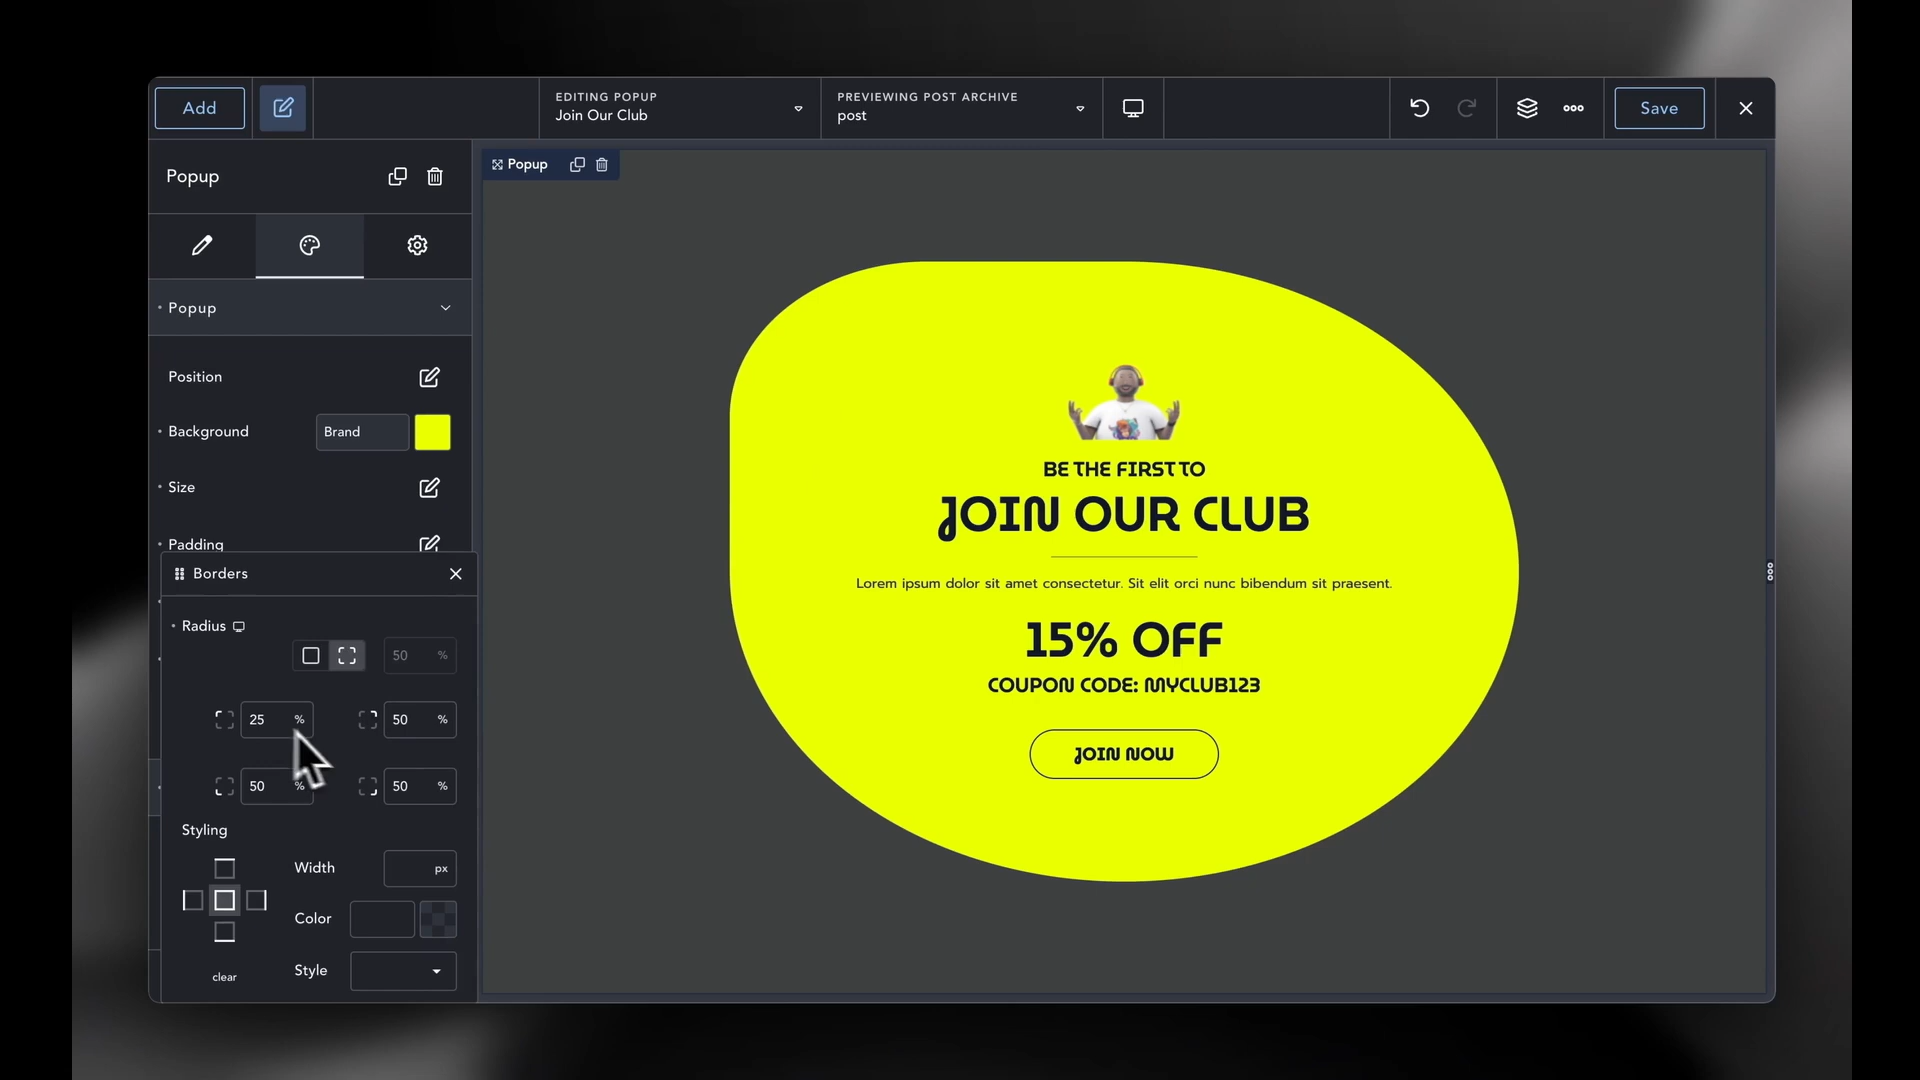 Add
EDITING POPUP
Join Our Club
PREVIEWING POST ARCHIVE
post
Save
Popup
Popup
Popup
Position
Background
Brand
Size
Padding
Borders
Radius
50 %
25 %
50 %
50 %
50 %
Styling
Width
px
Color
clear
Style
BE THE FIRST TO
JOIN OUR CLUB
Lorem ipsum dolor sit amet consectetur. Sit elit orci nunc bibendum sit praesent.
15% OFF
COUPON CODE: MYCLUB123
JOIN NOW